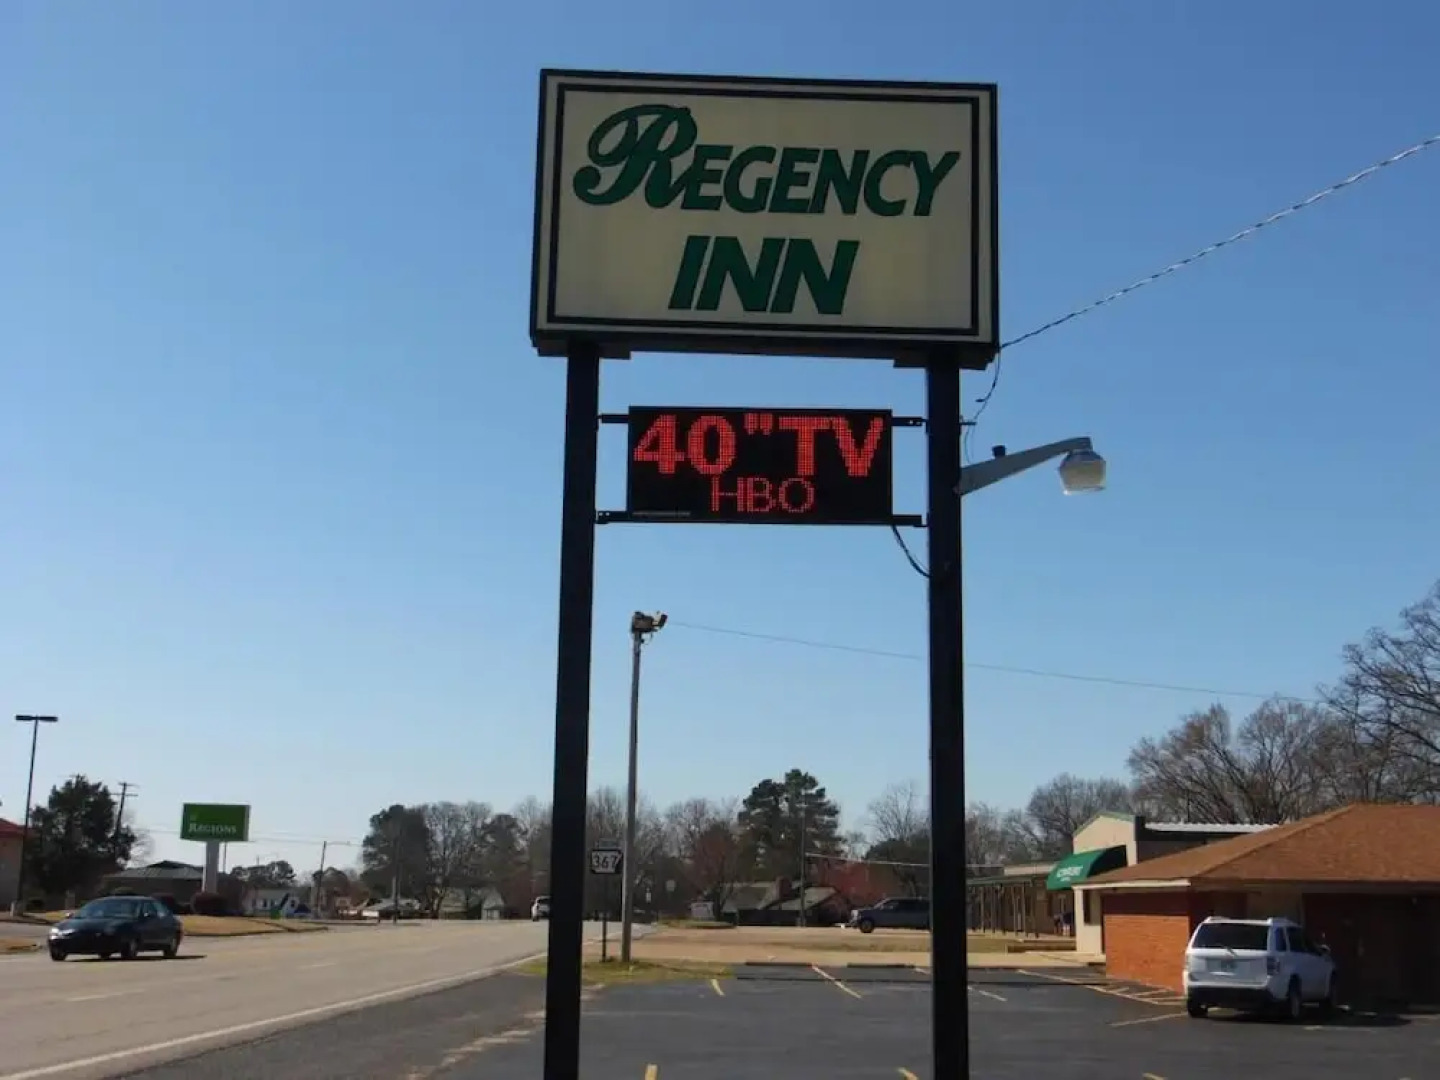 REGENCY
INN
40" TV
HBO
REGIONS
367